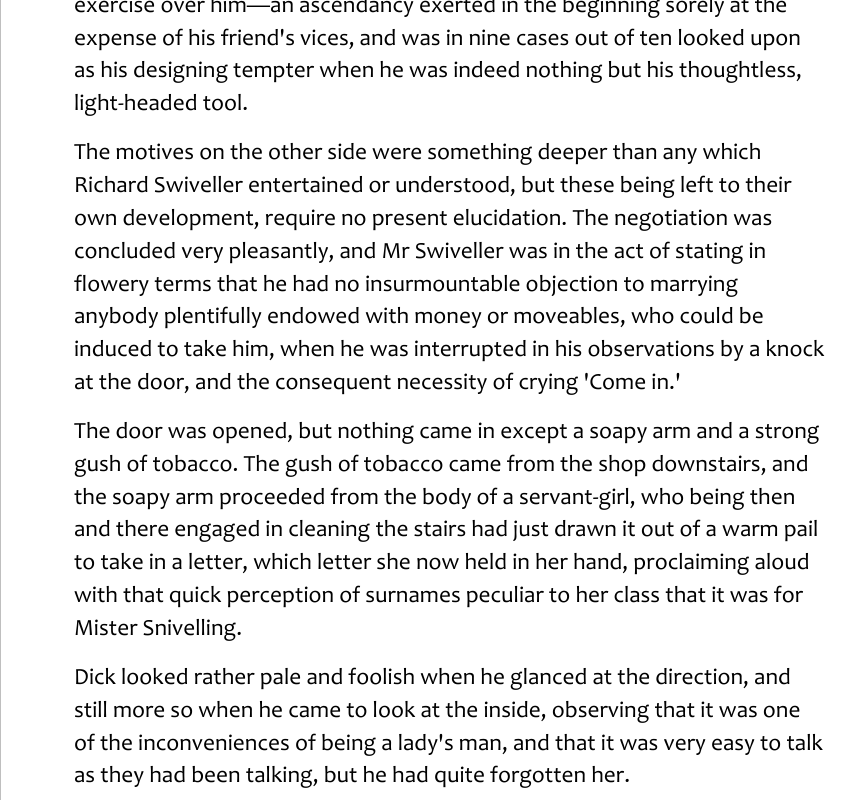 exercise over him—an ascendancy exerted in the beginning sorely at the
expense of his friend's vices, and was in nine cases out of ten looked upon
as his designing tempter when he was indeed nothing but his thoughtless,
light-headed tool.
The motives on the other side were something deeper than any which
Richard Swiveller entertained or understood, but these being left to their
own development, require no present elucidation. The negotiation was
concluded very pleasantly, and Mr Swiveller was in the act of stating in
flowery terms that he had no insurmountable objection to marrying
anybody plentifully endowed with money or moveables, who could be
induced to take him, when he was interrupted in his observations by a knock
at the door, and the consequent necessity of crying 'Come in.'
The door was opened, but nothing came in except a soapy arm and a strong
gush of tobacco. The gush of tobacco came from the shop downstairs, and
the soapy arm proceeded from the body of a servant-girl, who being then
and there engaged in cleaning the stairs had just drawn it out of a warm pail
to take in a letter, which letter she now held in her hand, proclaiming aloud
with that quick perception of surnames peculiar to her class that it was for
Mister Snivelling.
Dick looked rather pale and foolish when he glanced at the direction, and
still more so when he came to look at the inside, observing that it was one
of the inconveniences of being a lady's man, and that it was very easy to talk
as they had been talking, but he had quite forgotten her.